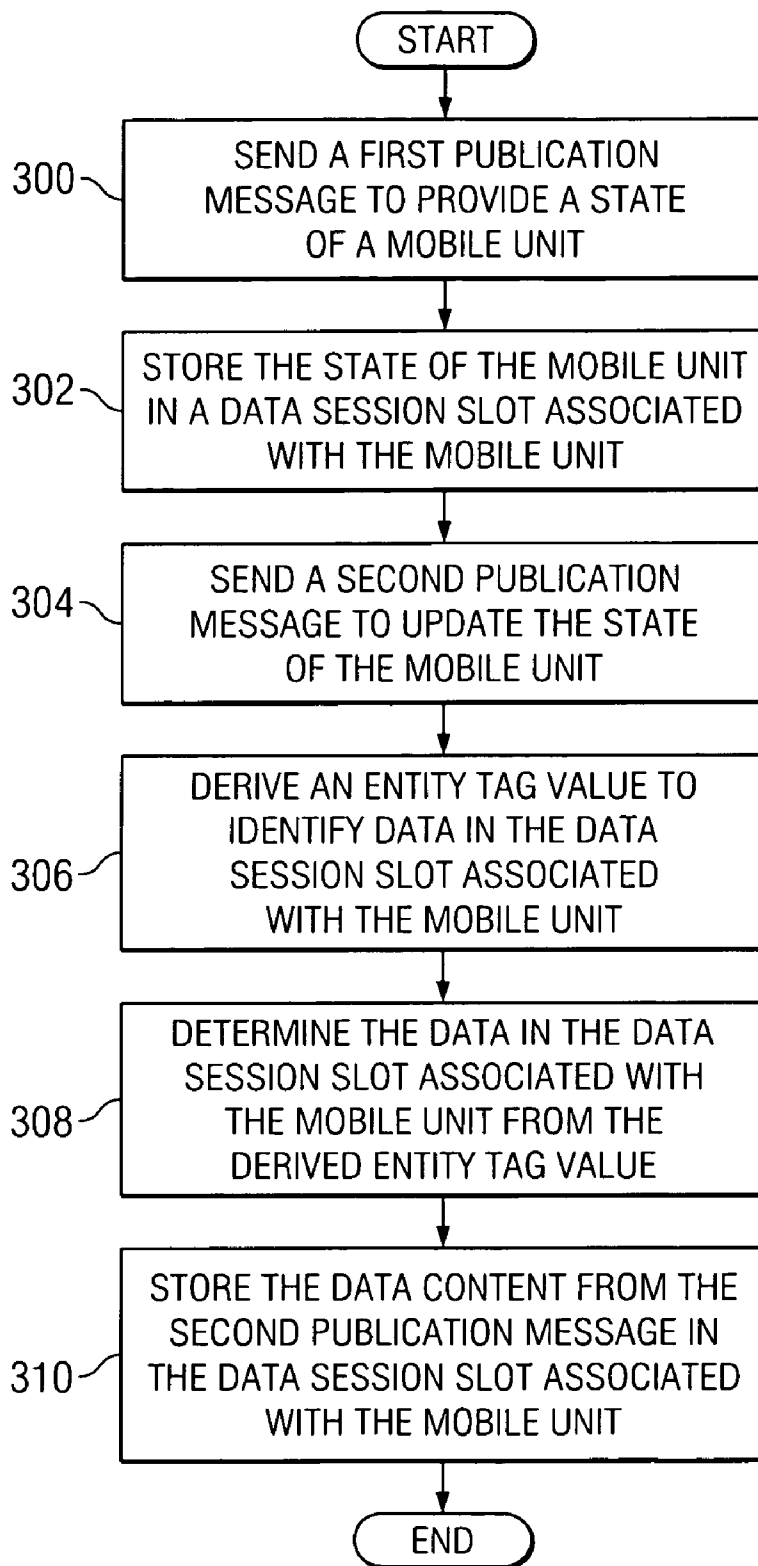 START
300
SEND A FIRST PUBLICATION
MESSAGE TO PROVIDE A STATE
OF A MOBILE UNIT
302
STORE THE STATE OF THE MOBILE UNIT
IN A DATA SESSION SLOT ASSOCIATED
WITH THE MOBILE UNIT
304
SEND A SECOND PUBLICATION
MESSAGE TO UPDATE THE STATE
OF THE MOBILE UNIT
306
DERIVE AN ENTITY TAG VALUE TO
IDENTIFY DATA IN THE DATA
SESSION SLOT ASSOCIATED
WITH THE MOBILE UNIT
308
DETERMINE THE DATA IN THE DATA
SESSION SLOT ASSOCIATED WITH
THE MOBILE UNIT FROM THE
DERIVED ENTITY TAG VALUE
310
STORE THE DATA CONTENT FROM THE
SECOND PUBLICATION MESSAGE IN
THE DATA SESSION SLOT ASSOCIATED
WITH THE MOBILE UNIT
END